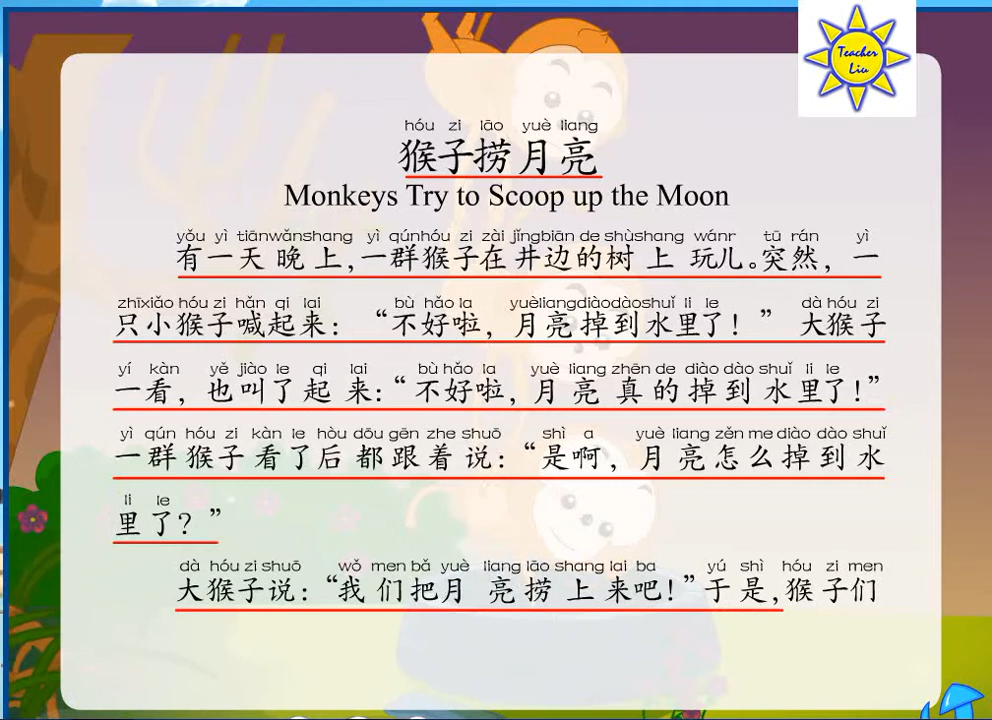 Teacher
Liu
hóu zi lāo yuè liang
猴子捞月亮
Monkeys Try to Scoop up the Moon
yǒu yì tiānwǎnshang yì qúnhóu zi zài jǐngbiān de shùshang wánr tū rán yì
有一天晚上，一群猴子在井边的树上玩儿。突然，一
zhīxiǎo hóu zi hǎn qi lai bù hǎo la yuèliangdiàodàoshuǐ li le dà hóu zi
只小猴子喊起来：“不好啦，月亮掉到水里了！” 大猴子
yí kàn yě jiào le qi lai bù hǎo la yuè liang zhēn de diào dào shuǐ li le
一看，也叫了起来：“不好啦，月亮真的掉到水里了！”
yì qún hóu zi kàn le hòu dōu gēn zhe shuō shì a yuè liang zěn me diào dào shuǐ
一群猴子看了后都跟着说：“是啊，月亮怎么掉到水
li le
里了？”
dà hóu zi shuō wǒ men bǎ yuè liang lāo shang lai ba yú shì hóu zi men
大猴子说：“我们把月亮捞上来吧！”于是，猴子们